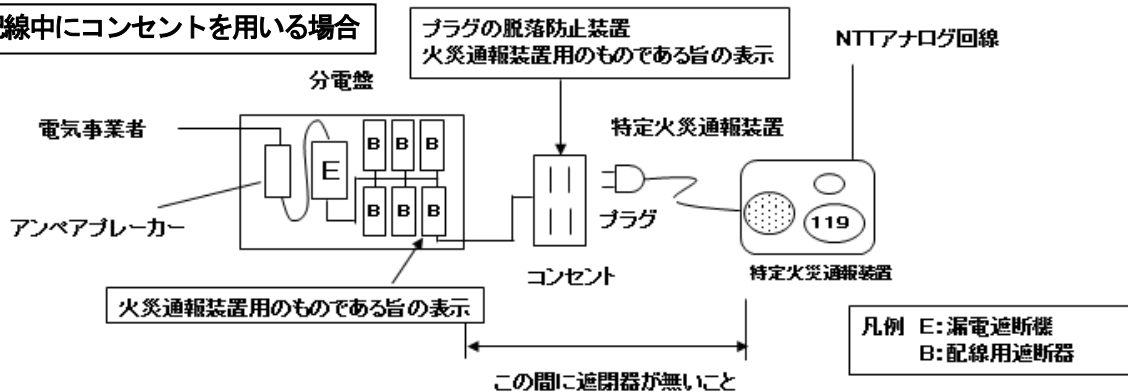 線中にコンセントを用いる場合
プラグの脱落防止装置
火災通報装置用のものである旨の表示
NTTアナログ回線
分電盤
電気事業者
特定火災通報装置
B B B
E
B B B
アンペアブレーカー
プラグ
119
コンセント
特定火災通報装置
火災通報装置用のものである旨の表示
凡例 E:漏電遮断機
B:配線用遮断器
この間に遮閉器が無いこと